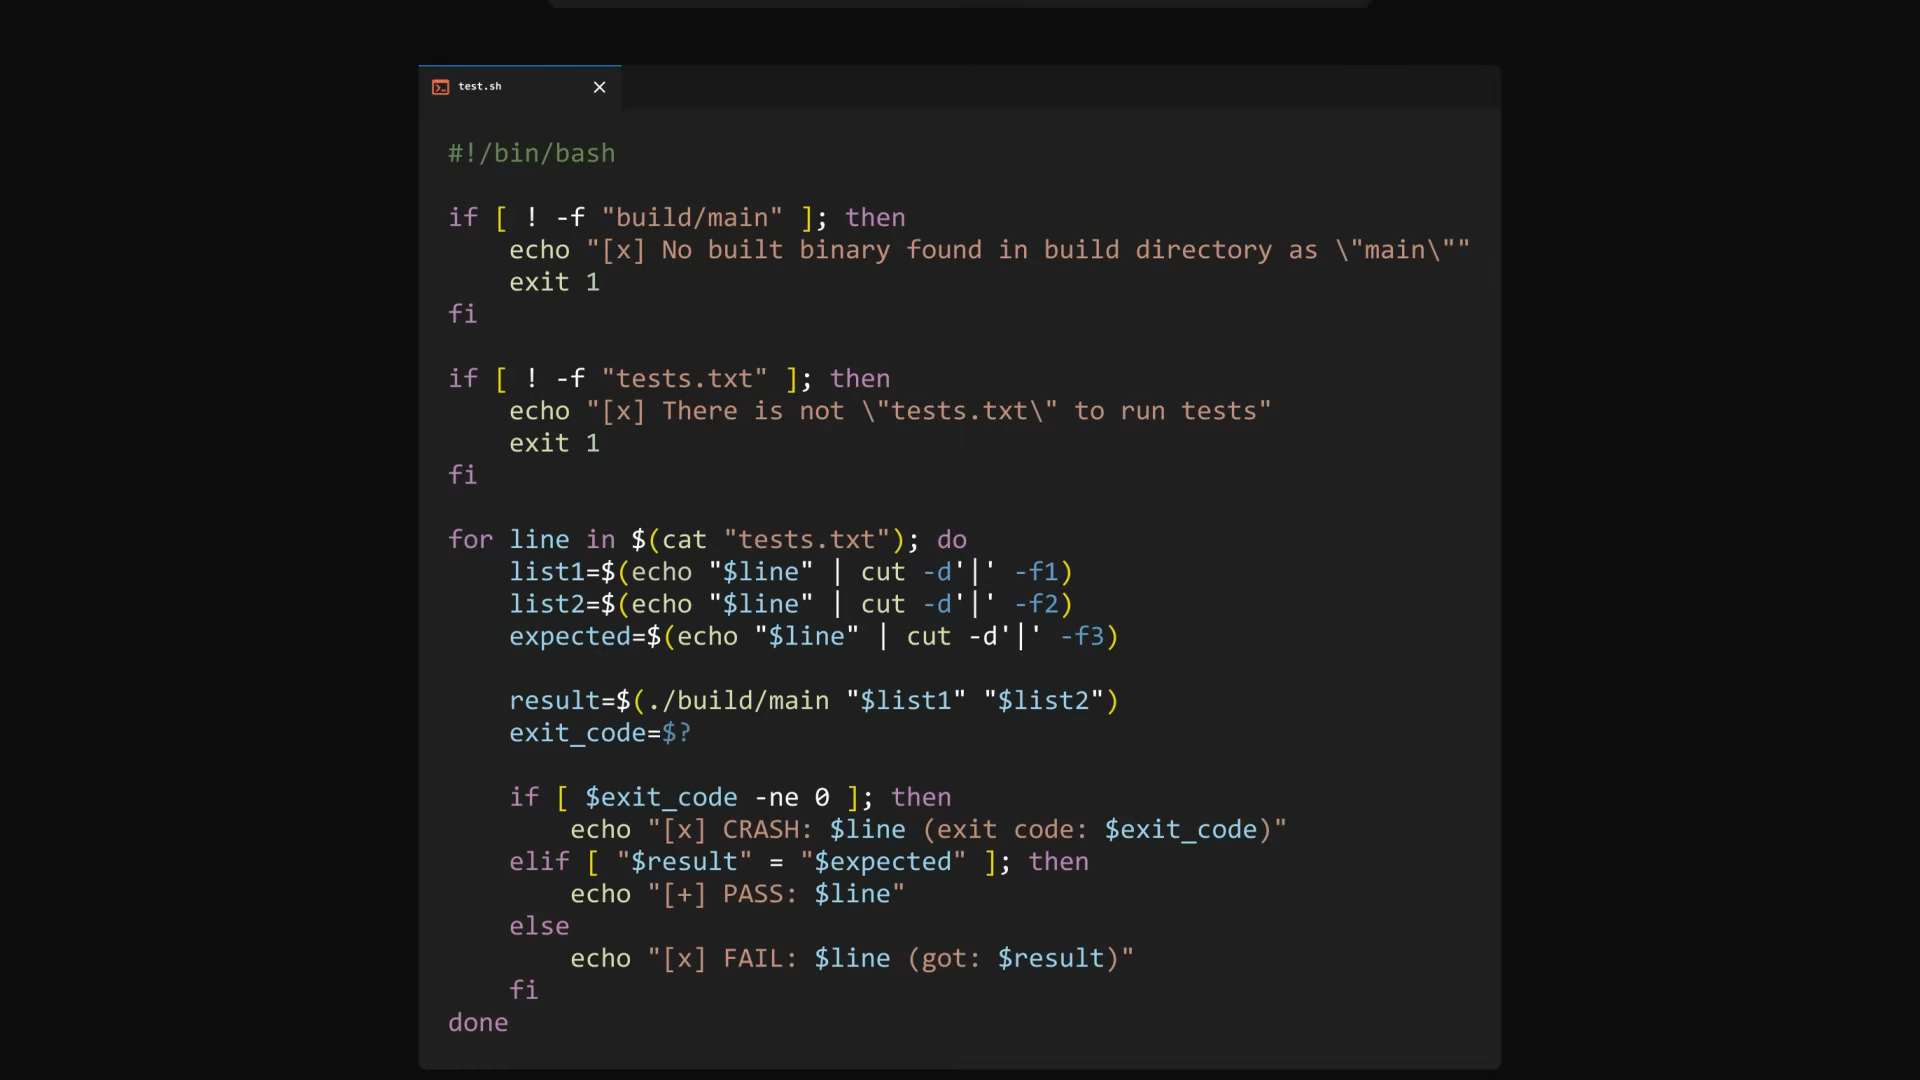 test.sh
#!/bin/bash
if [ ! -f "build/main" ]; then
    echo "[x] No built binary found in build directory as \"main\""
    exit 1
fi
if [ ! -f "tests.txt" ]; then
    echo "[x] There is not \"tests.txt\" to run tests"
    exit 1
fi
for line in $(cat "tests.txt"); do
    list1=$(echo "$line" | cut -d'|' -f1)
    list2=$(echo "$line" | cut -d'|' -f2)
    expected=$(echo "$line" | cut -d'|' -f3)
    result=$(./build/main "$list1" "$list2")
    exit_code=$?
    if [ $exit_code -ne 0 ]; then
        echo "[x] CRASH: $line (exit code: $exit_code)"
    elif [ "$result" = "$expected" ]; then
        echo "[+] PASS: $line"
    else
        echo "[x] FAIL: $line (got: $result)"
    fi
done